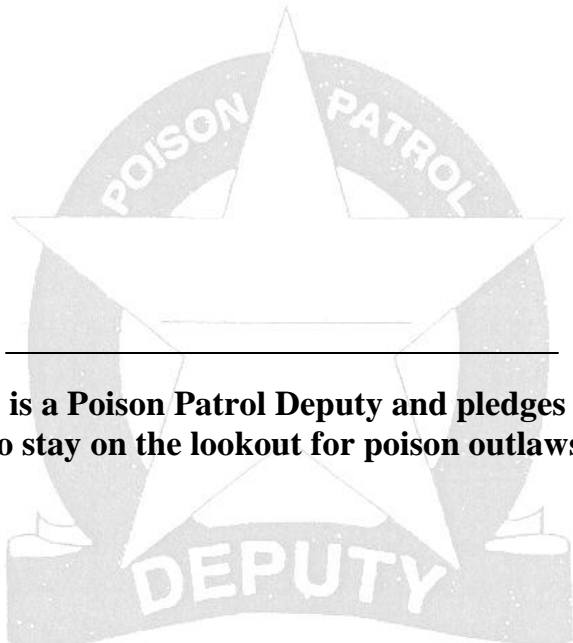 POISON PATROL
is a Poison Patrol Deputy and pledges
o stay on the lookout for poison outlaws
DEPUTY